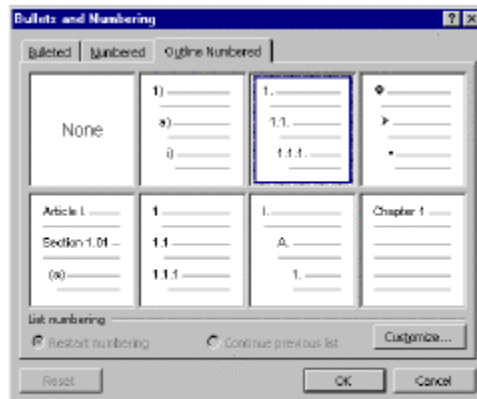 Bullets and Numbering
Bulleted Numbered Outline Numbered
None
1)
a)
i)
1.
1.1.
1.1.1.
Article I.
Section 1.01
(a)
1
1.1
1.1.1
I.
A.
1.
Chapter 1
List numbering
Restart numbering Continue previous list Customize...
Reset OK Cancel